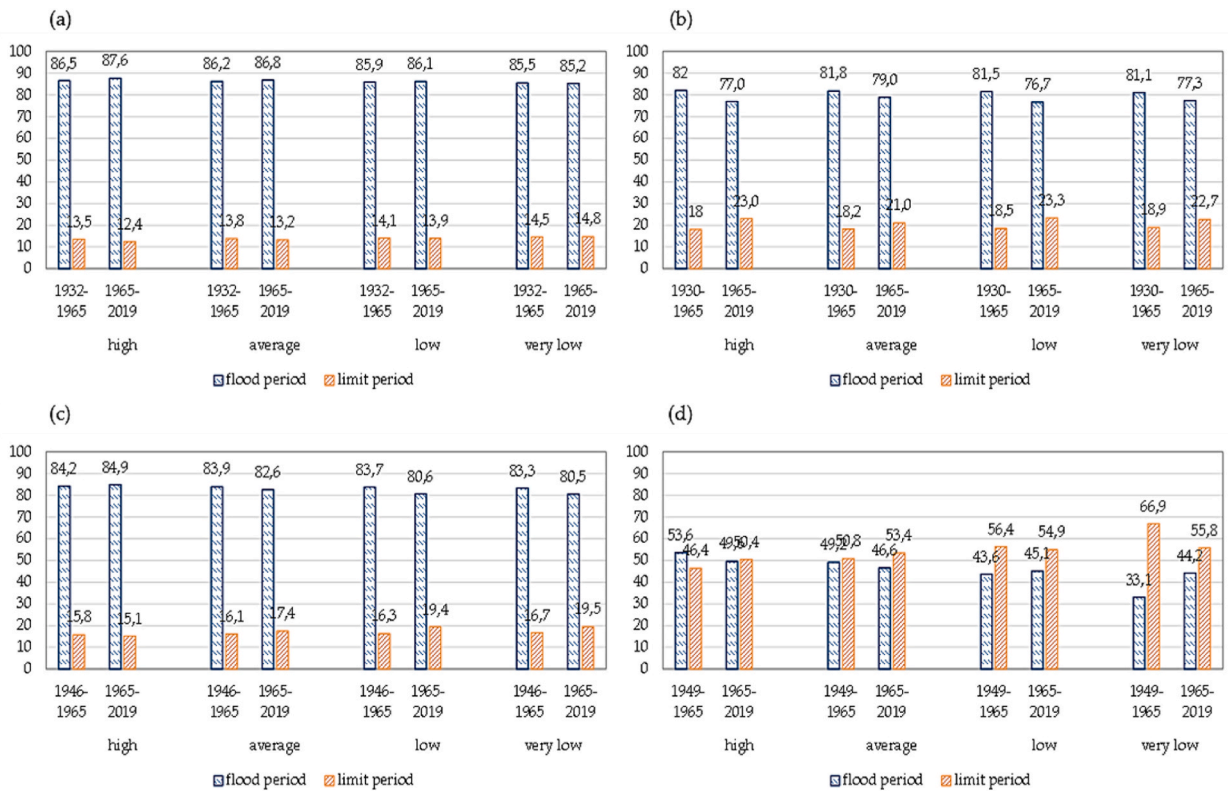 (a)
100
90
80
70
60
50
40
30
20
10
0
86,5 87,6 86,2 86,8 85,9 86,1 85,5 85,2
13,5 12,4 13,8 13,2 14,1 13,9 14,5 14,8
1932-1965 1965-2019 1932-1965 1965-2019 1932-1965 1965-2019 1932-1965 1965-2019
high average low very low
flood period limit period
(b)
100
90
80
70
60
50
40
30
20
10
0
82 77,0 81,8 79,0 81,5 76,7 81,1 77,3
18 23,0 18,2 21,0 18,5 23,3 18,9 22,7
1930-1965 1965-2019 1930-1965 1965-2019 1930-1965 1965-2019 1930-1965 1965-2019
high average low very low
flood period limit period
(c)
100
90
80
70
60
50
40
30
20
10
0
84,2 84,9 83,9 82,6 83,7 80,6 83,3 80,5
15,8 15,1 16,1 17,4 16,3 19,4 16,7 19,5
1946-1965 1965-2019 1946-1965 1965-2019 1946-1965 1965-2019 1946-1965 1965-2019
high average low very low
flood period limit period
(d)
100
90
80
70
60
50
40
30
20
10
0
53,6 49,2 46,6 43,6 45,1 33,1 44,2
46,4 50,4 50,8 53,4 56,4 54,9 66,9 55,8
1949-1965 1965-2019 1949-1965 1965-2019 1949-1965 1965-2019 1949-1965 1965-2019
high average low very low
flood period limit period